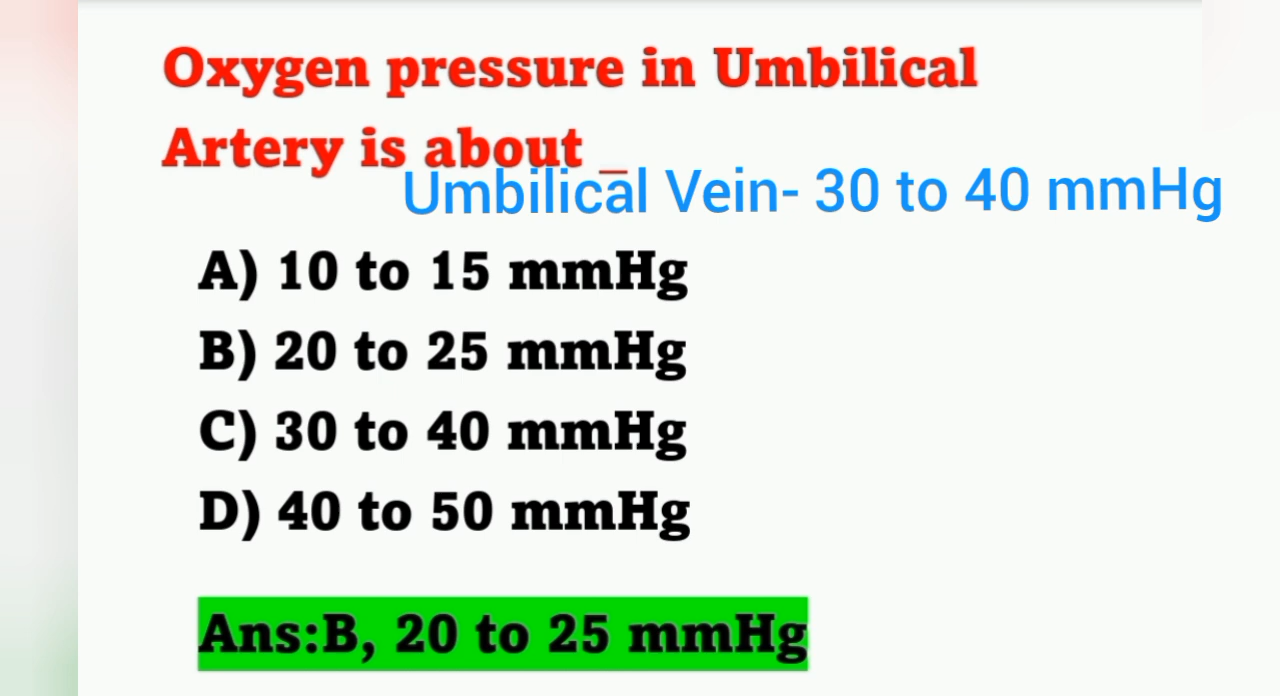 Oxygen pressure in Umbilical
Artery is about _
Umbilical Vein- 30 to 40 mmHg
A) 10 to 15 mmHg
B) 20 to 25 mmHg
C) 30 to 40 mmHg
D) 40 to 50 mmHg
Ans:B, 20 to 25 mmHg